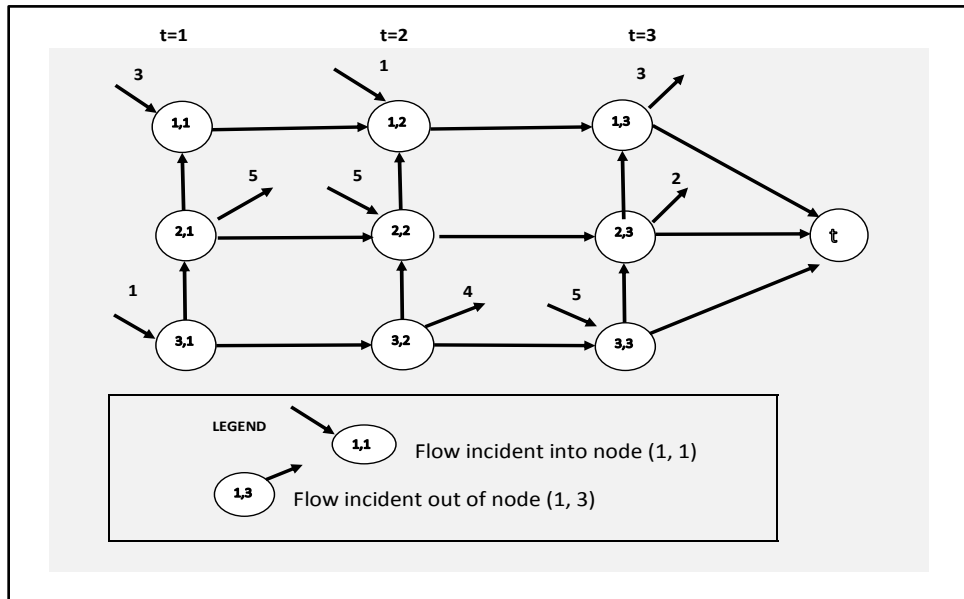 t=1 t=2 t=3
3 1 3
1,1 1,2 1,3
5 5 2
2,1 2,2 2,3 t
1 4 5
3,1 3,2 3,3
LEGEND
1,1 Flow incident into node (1, 1)
1,3 Flow incident out of node (1, 3)